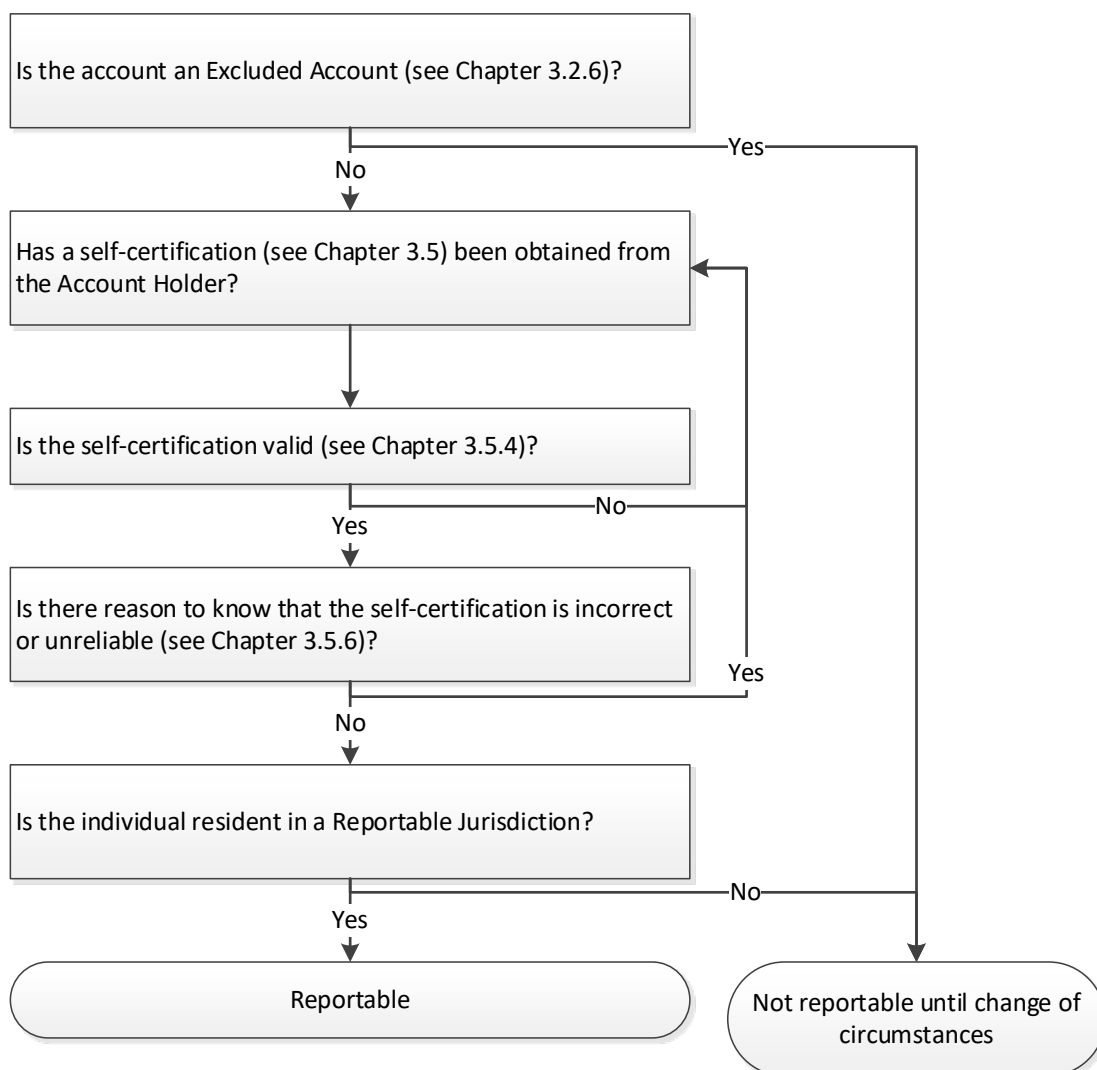 Is the account an Excluded Account (see Chapter 3.2.6)?
Yes
No
Has a self-certification (see Chapter 3.5) been obtained from
the Account Holder?
Is the self-certification valid (see Chapter 3.5.4)?
No
Yes
Is there reason to know that the self-certification is incorrect
or unreliable (see Chapter 3.5.6)?
Yes
No
Is the individual resident in a Reportable Jurisdiction?
No
Yes
Reportable
Not reportable until change of
circumstances